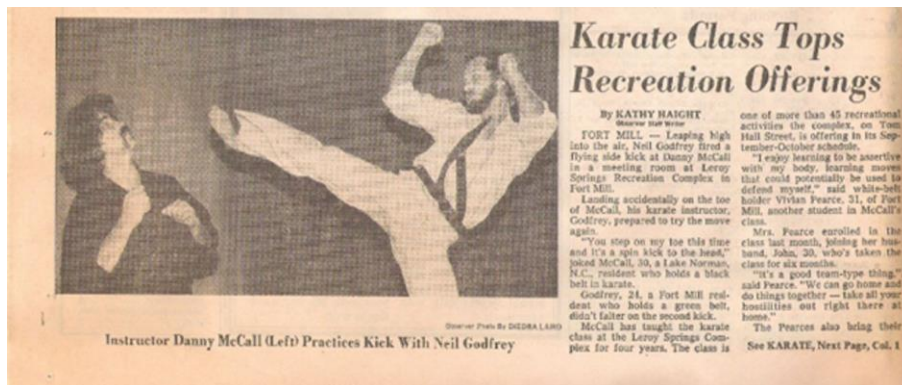 Karate Class Tops
Recreation Offerings
By KATHY HAIGHT
Observer Staff Writer
FORT MILL — Leaping high
into the air, Neil Godfrey fired a
flying side kick at Danny McCall
in a meeting room at Leroy
Springs Recreation Complex in
Fort Mill.
Landing accidentally on the toe
of McCall, his karate instructor,
Godfrey, prepared to try the move
again.
"You step on my toe this time
and it's a spin kick to the head,"
joked McCall, 30, a Lake Norman,
N.C., resident who holds a black
belt in karate.
Godfrey, 24, a Fort Mill resi-
dent who holds a green belt,
didn't falter on the second kick.
McCall has taught the karate
class at the Leroy Springs Com-
plex for four years. The class is
one of more than 45 recreational
activities the complex, on Tom
Hall Street, is offering in its Sep-
tember-October schedule.
"I enjoy learning to be assertive
with my body, learning moves
that could potentially be used to
defend myself," said white-belt
holder Vivian Pearce, 31, of Fort
Mill, another student in McCall's
class.
Mrs. Pearce enrolled in the
class last month, joining her hus-
band, John, 30, who's taken the
class for six months.
"It's a good team-type thing,"
said Pearce. "We can go home and
do things together — take all your
hostilities out right there at
home."
The Pearces also bring their
See KARATE, Next Page, Col. 1
Observer Photo By DIEDRA LAIRD
Instructor Danny McCall (Left) Practices Kick With Neil Godfrey